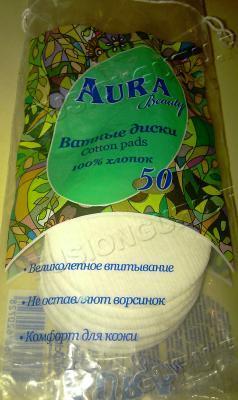 AURA
Beauty
Ватные диски
Cotton pads
100% хлопок
50
• Великолепное впитывание
• Не оставляют ворсинок
• Комфорт для кожи